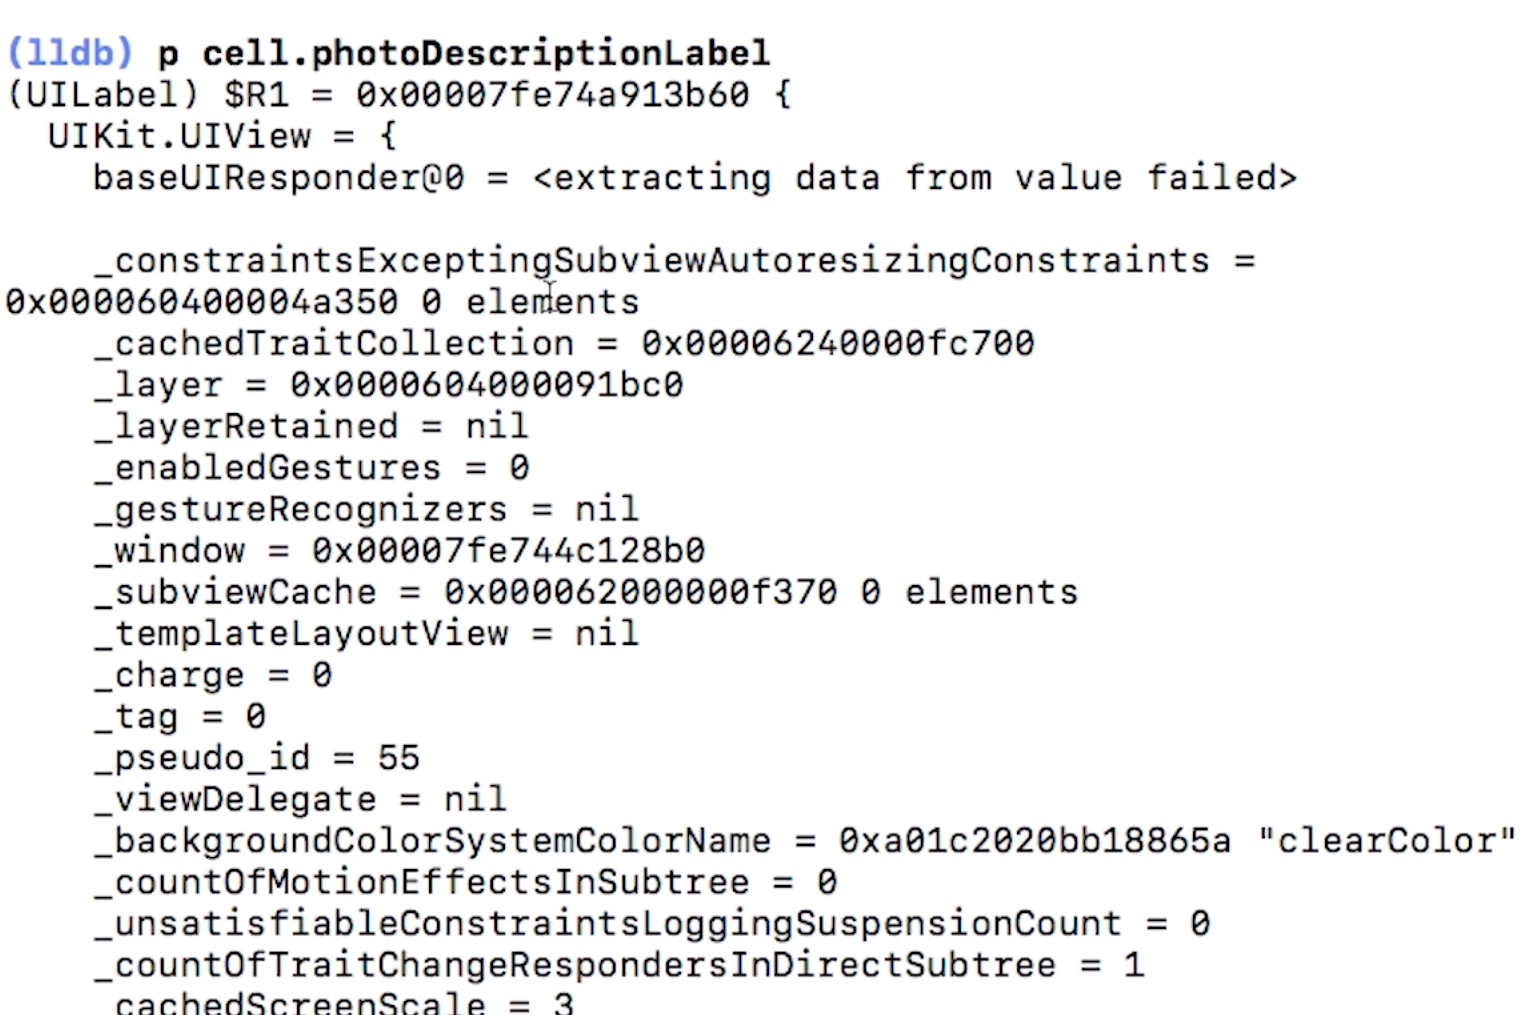 (lldb) p cell.photoDescriptionLabel
(UILabel) $R1 = 0x00007fe74a913b60 {
  UIKit.UIView = {
    baseUIResponder@0 = <extracting data from value failed>

    _constraintsExceptingSubviewAutoresizingConstraints =
0x000060400004a350 0 elements
    _cachedTraitCollection = 0x00006240000fc700
    _layer = 0x0000604000091bc0
    _layerRetained = nil
    _enabledGestures = 0
    _gestureRecognizers = nil
    _window = 0x00007fe744c128b0
    _subviewCache = 0x000062000000f370 0 elements
    _templateLayoutView = nil
    _charge = 0
    _tag = 0
    _pseudo_id = 55
    _viewDelegate = nil
    _backgroundColorSystemColorName = 0xa01c2020bb18865a "clearColor"
    _countOfMotionEffectsInSubtree = 0
    _unsatisfiableConstraintsLoggingSuspensionCount = 0
    _countOfTraitChangeRespondersInDirectSubtree = 1
    cachedScreenScale = 3